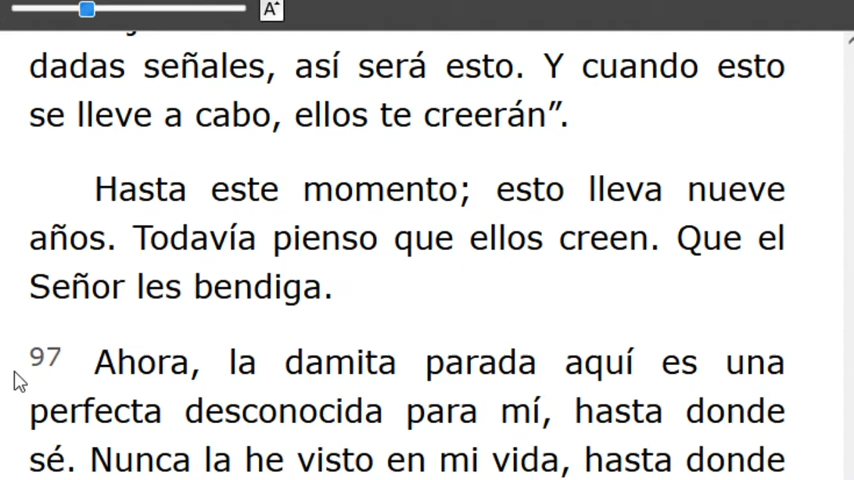 A
dadas señales, así será esto. Y cuando esto
se lleve a cabo, ellos te creerán”.
Hasta este momento; esto lleva nueve
años. Todavía pienso que ellos creen. Que el
Señor les bendiga.
97 Ahora, la damita parada aquí es una
perfecta desconocida para mí, hasta donde
sé. Nunca la he visto en mi vida, hasta donde